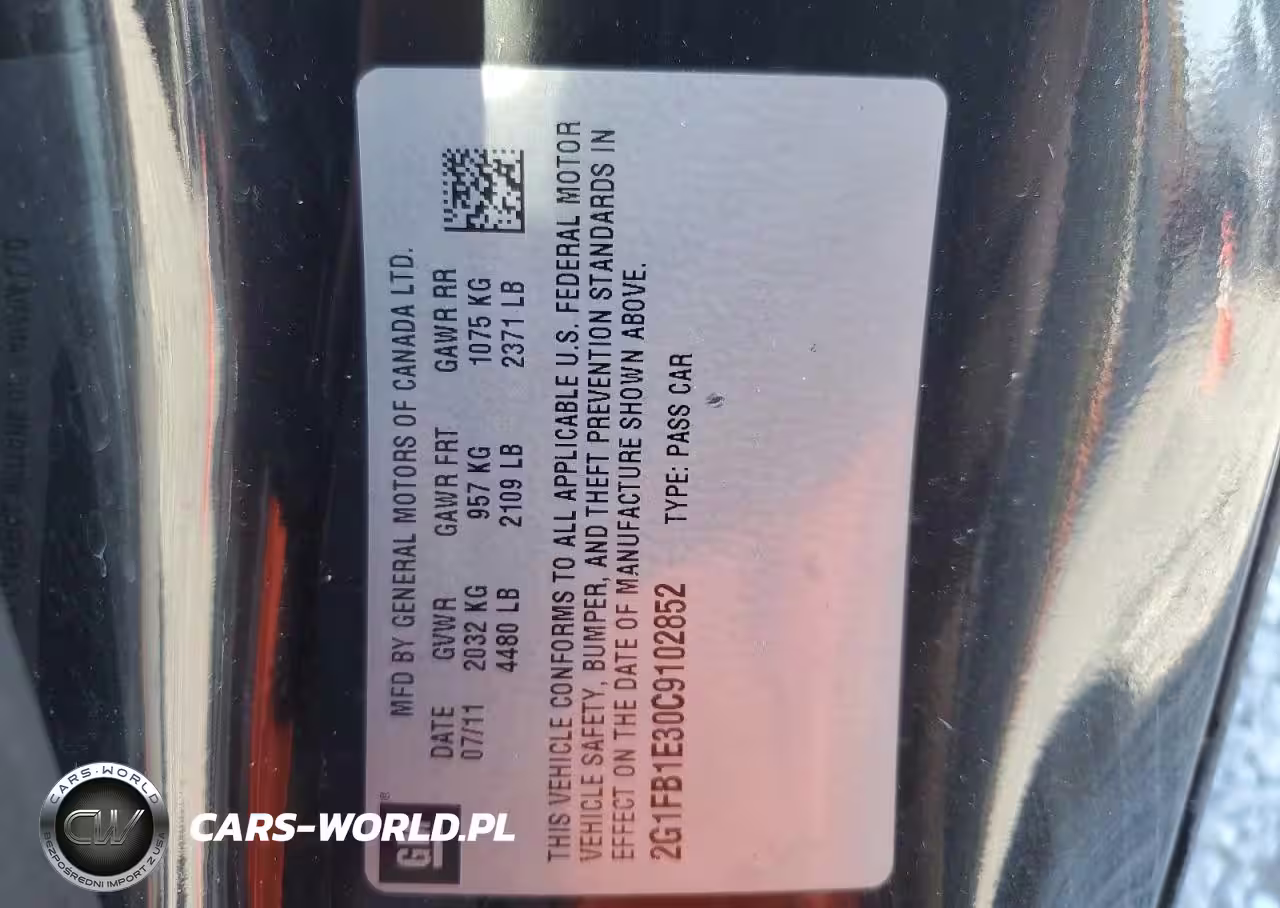 GM
MFD BY GENERAL MOTORS OF CANADA LTD.
DATE GVWR GAWR FRT GAWR RR
07/11 2032 KG 957 KG 1075 KG
4480 LB 2109 LB 2371 LB
THIS VEHICLE CONFORMS TO ALL APPLICABLE U.S. FEDERAL MOTOR
VEHICLE SAFETY, BUMPER, AND THEFT PREVENTION STANDARDS IN
EFFECT ON THE DATE OF MANUFACTURE SHOWN ABOVE.
2G1FB1E30C9102852 TYPE: PASS CAR
CARS-WORLD
CW
BEZPOŚREDNI IMPORT Z USA
CARS-WORLD.PL